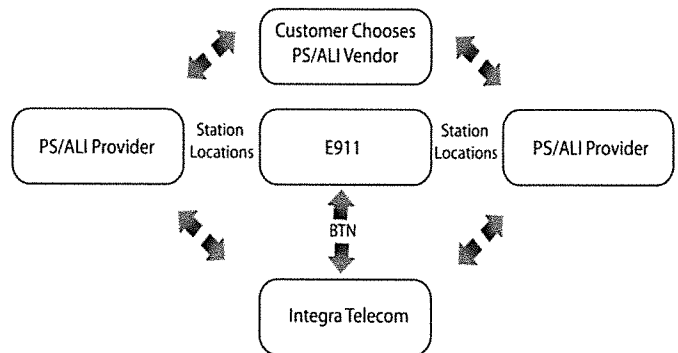 Customer Chooses
PS/ALI Vendor
PS/ALI Provider
Station
Locations
E911
Station
Locations
PS/ALI Provider
BTN
Integra Telecom